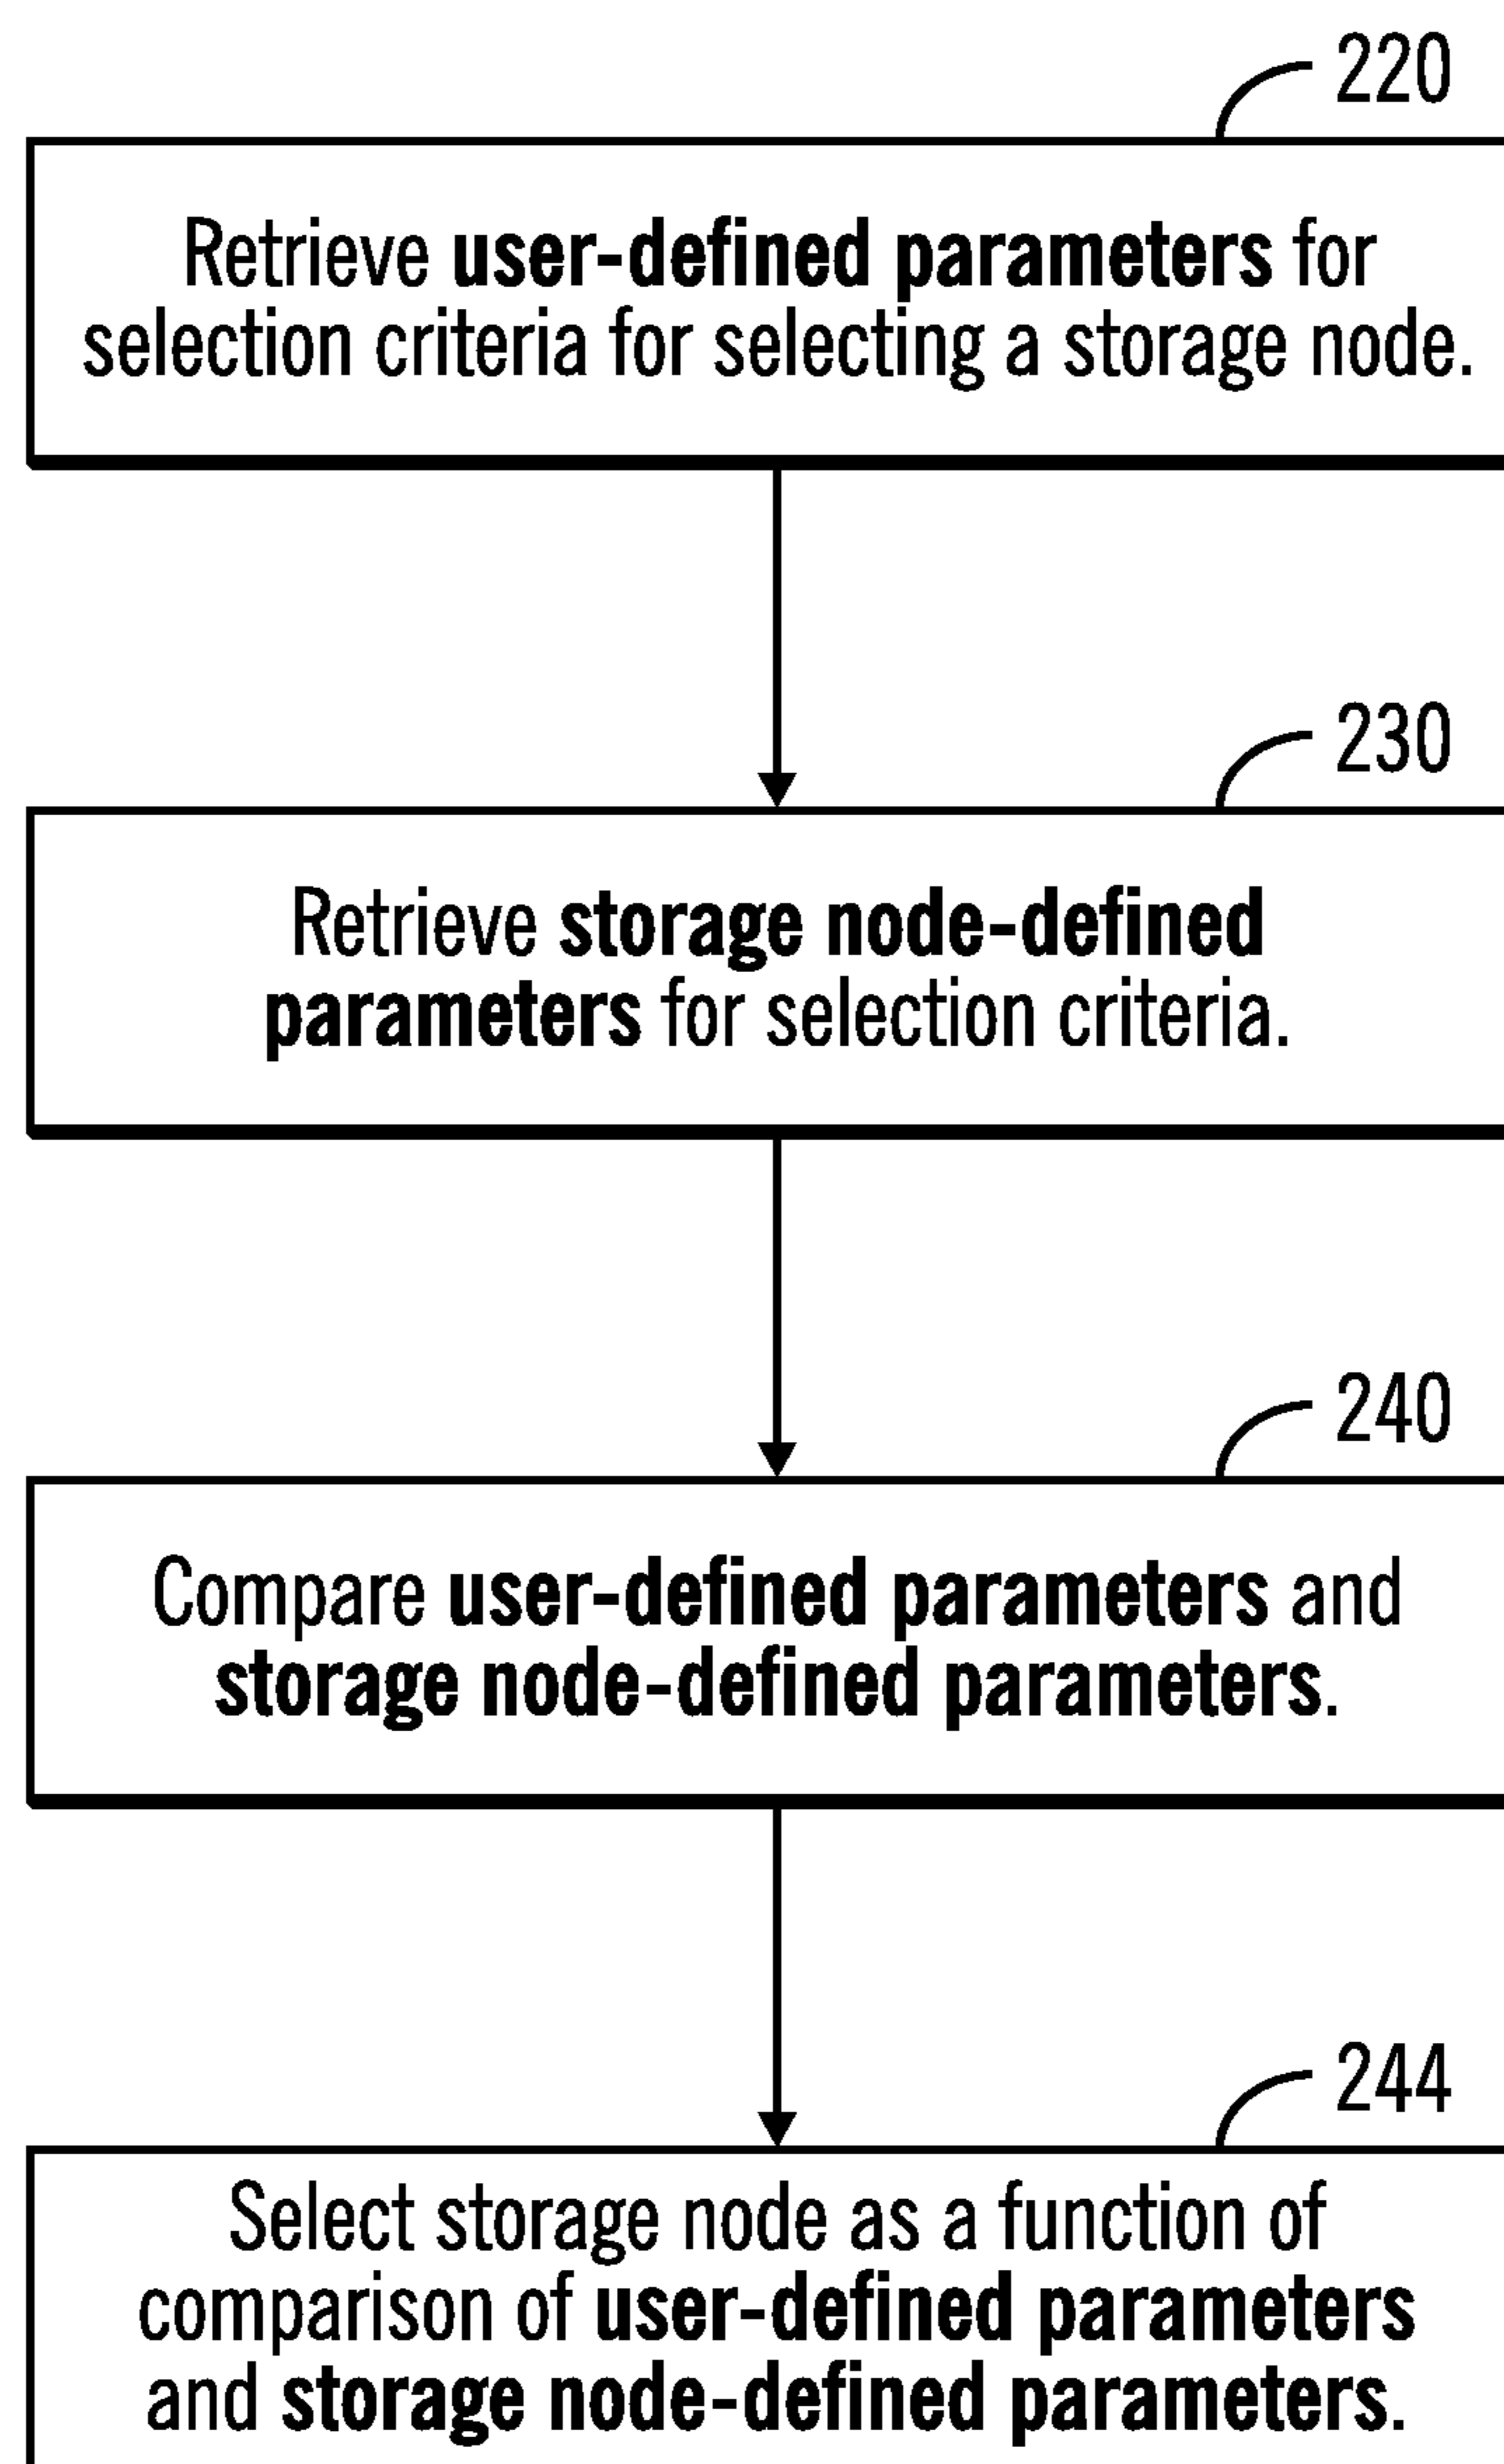 220
Retrieve user-defined parameters for
selection criteria for selecting a storage node.
230
Retrieve storage node-defined
parameters for selection criteria.
240
Compare user-defined parameters and
storage node-defined parameters.
244
Select storage node as a function of
comparison of user-defined parameters
and storage node-defined parameters.